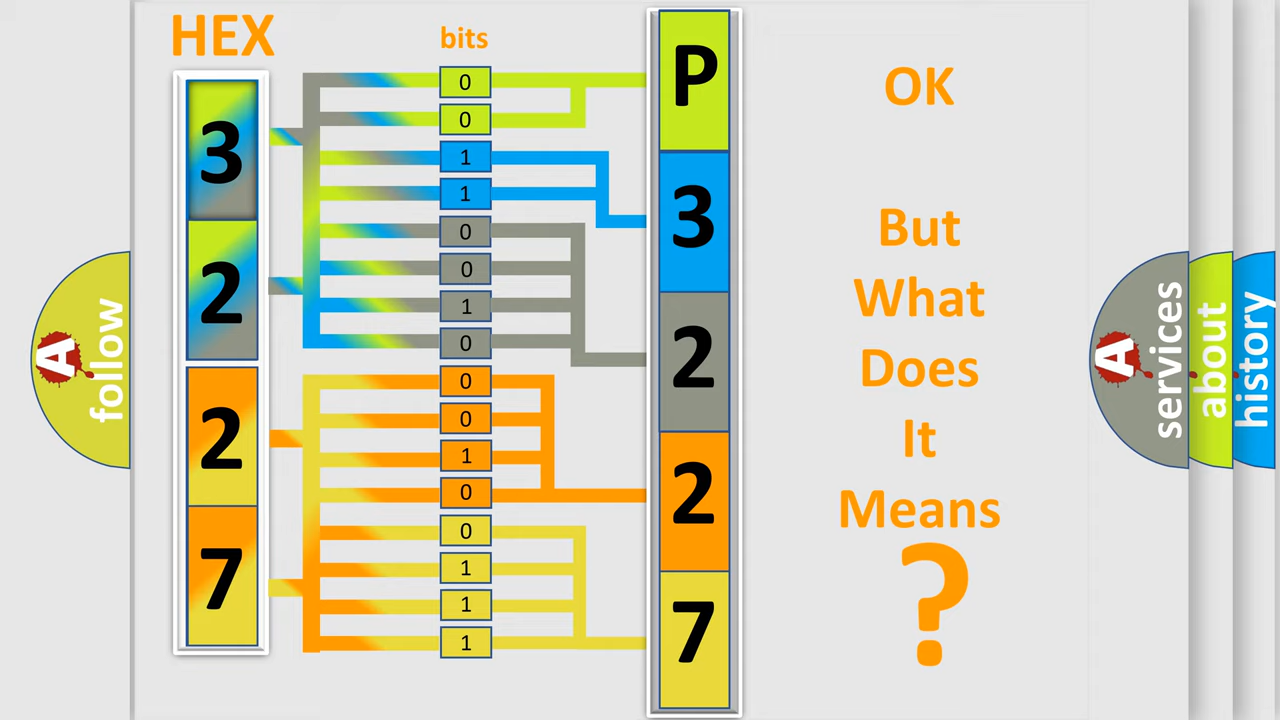 HEX
bits
3
2
2
7
0
0
1
1
0
0
1
0
0
0
1
0
0
1
1
1
P
3
2
2
7
OK
But
What
Does
It
Means
?
A
follow
A
services
about
history